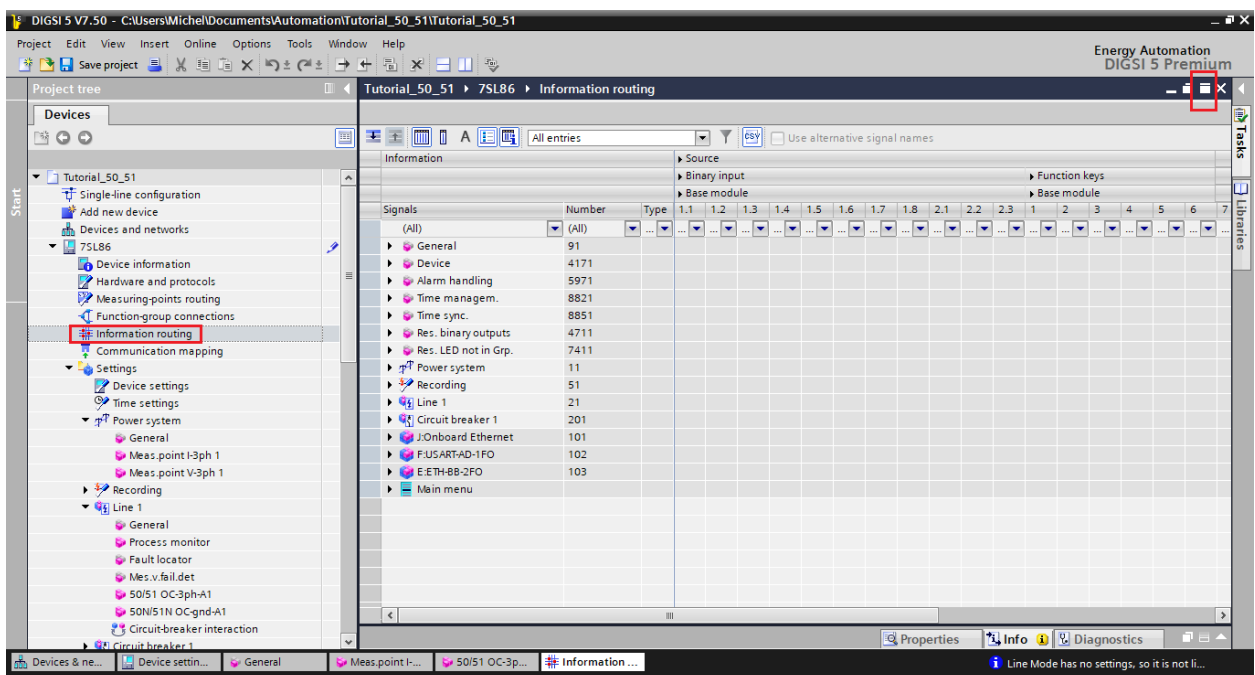 DIGSI 5 V7.50 - C:\Users\Michel\Documents\Automation\Tutorial_50_51\Tutorial_50_51
Project Edit View Insert Online Options Tools Window Help
Energy Automation
DIGSI 5 Premium
Save project
Project tree
Tutorial_50_51 7SL86 Information routing
Devices
All entries
CSV
Use alternative signal names
Tasks
Libraries
Start
Tutorial_50_51
Single-line configuration
Add new device
Devices and networks
7SL86
Device information
Hardware and protocols
Measuring-points routing
Function-group connections
Information routing
Communication mapping
Settings
Device settings
Time settings
Power system
General
Meas.point I-3ph 1
Meas.point V-3ph 1
Recording
Line 1
General
Process monitor
Fault locator
Mes.v.fail.det
50/51 OC-3ph-A1
50N/51N OC-gnd-A1
Circuit-breaker interaction
Circuit breaker 1
Information Source
Binary input Function keys
Base module Base module
Signals Number Type 1.1 1.2 1.3 1.4 1.5 1.6 1.7 1.8 2.1 2.2 2.3 1 2 3 4 5 6 7
(All) (All) ... ... ... ... ... ... ... ... ... ... ... ... ... ... ... ... ... ... ...
General 91
Device 4171
Alarm handling 5971
Time managem. 8821
Time sync. 8851
Res. binary outputs 4711
Res. LED not in Grp. 7411
Power system 11
Recording 51
Line 1 21
Circuit breaker 1 201
J:Onboard Ethernet 101
F:USART-AD-1FO 102
E:ETH-BB-2FO 103
Main menu
Properties Info Diagnostics
Devices & ne... Device settin... General Meas.point I-... 50/51 OC-3p... Information ...
Line Mode has no settings, so it is not li...